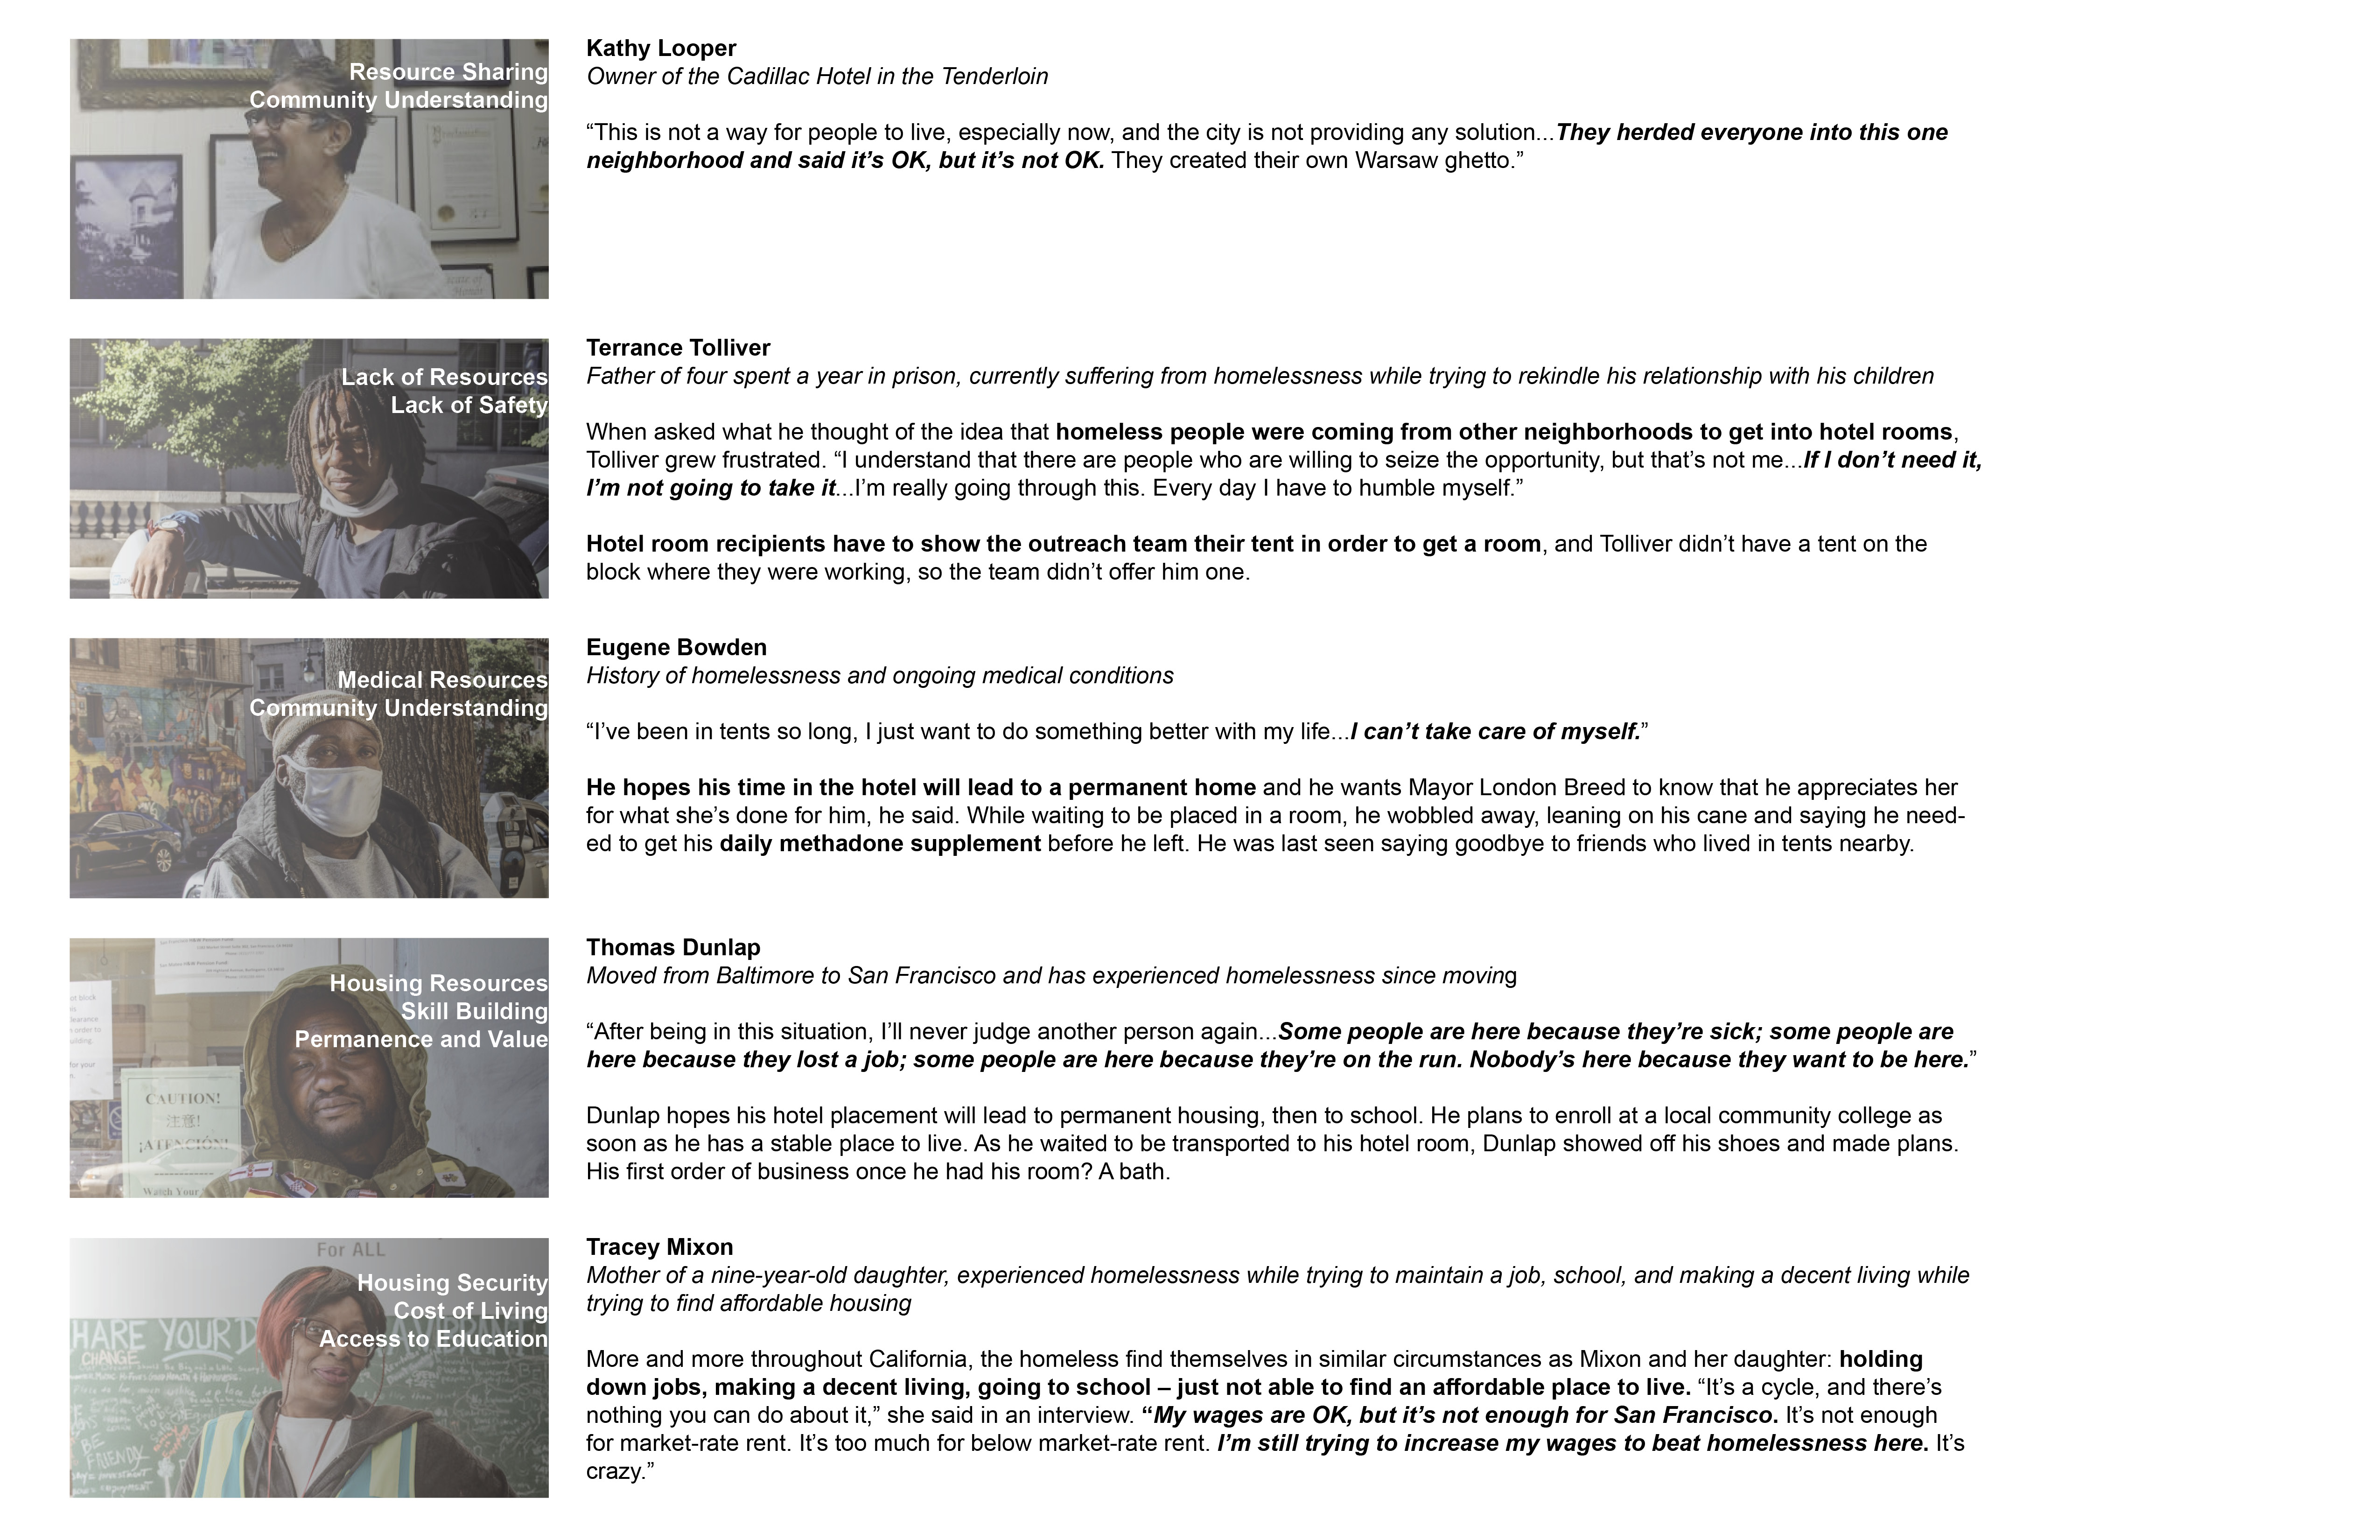 Resource Sharing
Community Understanding
Kathy Looper
Owner of the Cadillac Hotel in the Tenderloin
“This is not a way for people to live, especially now, and the city is not providing any solution...They herded everyone into this one
neighborhood and said it’s OK, but it’s not OK. They created their own Warsaw ghetto.”
Lack of Resources
Lack of Safety
Terrance Tolliver
Father of four spent a year in prison, currently suffering from homelessness while trying to rekindle his relationship with his children
When asked what he thought of the idea that homeless people were coming from other neighborhoods to get into hotel rooms,
Tolliver grew frustrated. “I understand that there are people who are willing to seize the opportunity, but that’s not me...If I don’t need it,
I’m not going to take it...I’m really going through this. Every day I have to humble myself.”
Hotel room recipients have to show the outreach team their tent in order to get a room, and Tolliver didn’t have a tent on the
block where they were working, so the team didn’t offer him one.
Medical Resources
Community Understanding
Eugene Bowden
History of homelessness and ongoing medical conditions
“I’ve been in tents so long, I just want to do something better with my life...I can’t take care of myself.”
He hopes his time in the hotel will lead to a permanent home and he wants Mayor London Breed to know that he appreciates her
for what she’s done for him, he said. While waiting to be placed in a room, he wobbled away, leaning on his cane and saying he need-
ed to get his daily methadone supplement before he left. He was last seen saying goodbye to friends who lived in tents nearby.
Housing Resources
Skill Building
Permanence and Value
CAUTION!
注意!
¡ATENCIÓN!
Watch Your
Thomas Dunlap
Moved from Baltimore to San Francisco and has experienced homelessness since moving
“After being in this situation, I’ll never judge another person again...Some people are here because they’re sick; some people are
here because they lost a job; some people are here because they’re on the run. Nobody’s here because they want to be here.”
Dunlap hopes his hotel placement will lead to permanent housing, then to school. He plans to enroll at a local community college as
soon as he has a stable place to live. As he waited to be transported to his hotel room, Dunlap showed off his shoes and made plans.
His first order of business once he had his room? A bath.
For ALL
Housing Security
Cost of Living
Access to Education
HARE YOUR D
CHANGE
BE
FRIENDLY
Tracey Mixon
Mother of a nine-year-old daughter, experienced homelessness while trying to maintain a job, school, and making a decent living while
trying to find affordable housing
More and more throughout California, the homeless find themselves in similar circumstances as Mixon and her daughter: holding
down jobs, making a decent living, going to school – just not able to find an affordable place to live. “It’s a cycle, and there’s
nothing you can do about it,” she said in an interview. “My wages are OK, but it’s not enough for San Francisco. It’s not enough
for market-rate rent. It’s too much for below market-rate rent. I’m still trying to increase my wages to beat homelessness here. It’s
crazy.”